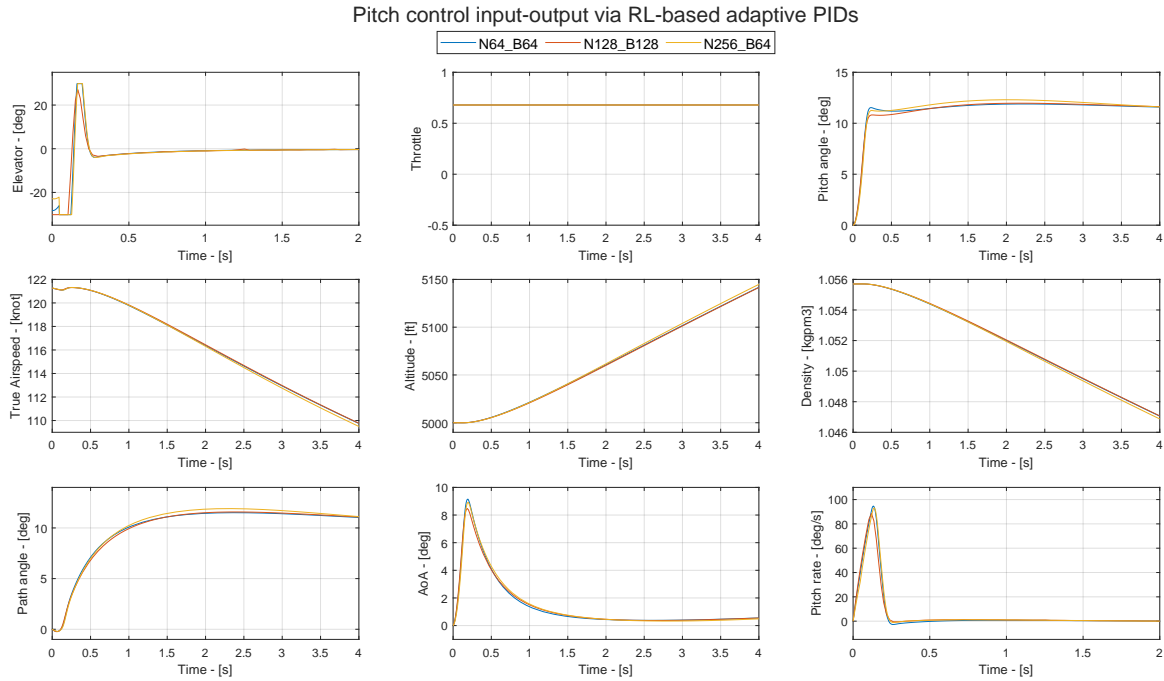 Pitch control input-output via RL-based adaptive PIDs
N64_B64 N128_B128 N256_B64
Elevator - [deg]
20
0
-20
0 0.5 1 1.5 2
Time - [s]
Throttle
1
0.5
0
-0.5
0 0.5 1 1.5 2 2.5 3 3.5 4
Time - [s]
Pitch angle - [deg]
15
10
5
0
0 0.5 1 1.5 2 2.5 3 3.5 4
Time - [s]
True Airspeed - [knot]
122
120
118
116
114
112
110
0 0.5 1 1.5 2 2.5 3 3.5 4
Time - [s]
Altitude - [ft]
5150
5100
5050
5000
0 0.5 1 1.5 2 2.5 3 3.5 4
Time - [s]
Density - [kgpm3]
1.056
1.054
1.052
1.05
1.048
1.046
0 0.5 1 1.5 2 2.5 3 3.5 4
Time - [s]
Path angle - [deg]
10
5
0
0 0.5 1 1.5 2 2.5 3 3.5 4
Time - [s]
AoA - [deg]
10
8
6
4
2
0
0 0.5 1 1.5 2 2.5 3 3.5 4
Time - [s]
Pitch rate - [deg/s]
100
80
60
40
20
0
0 0.5 1 1.5 2
Time - [s]